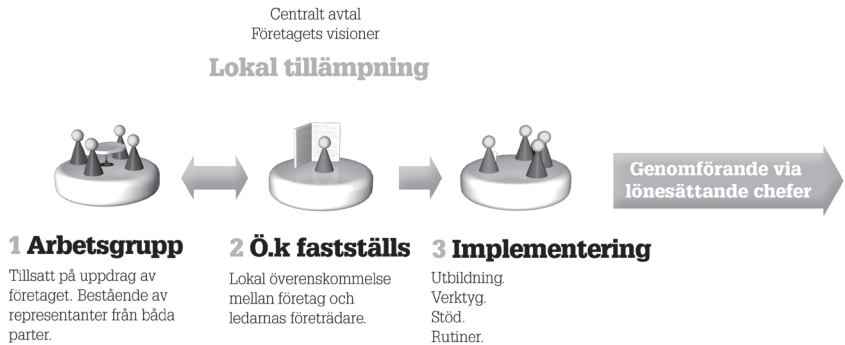 Centralt avtal
Företagets visioner
Lokal tillämpning
Genomförande via
lönesättande chefer
1 Arbetsgrupp
Tillsatt på uppdrag av
företaget. Bestående av
representanter från båda
parter.
2 Ö.k fastställs
Lokal överenskommelse
mellan företag och
ledarnas företrädare.
3 Implementering
Utbildning.
Verktyg.
Stöd.
Rutiner.